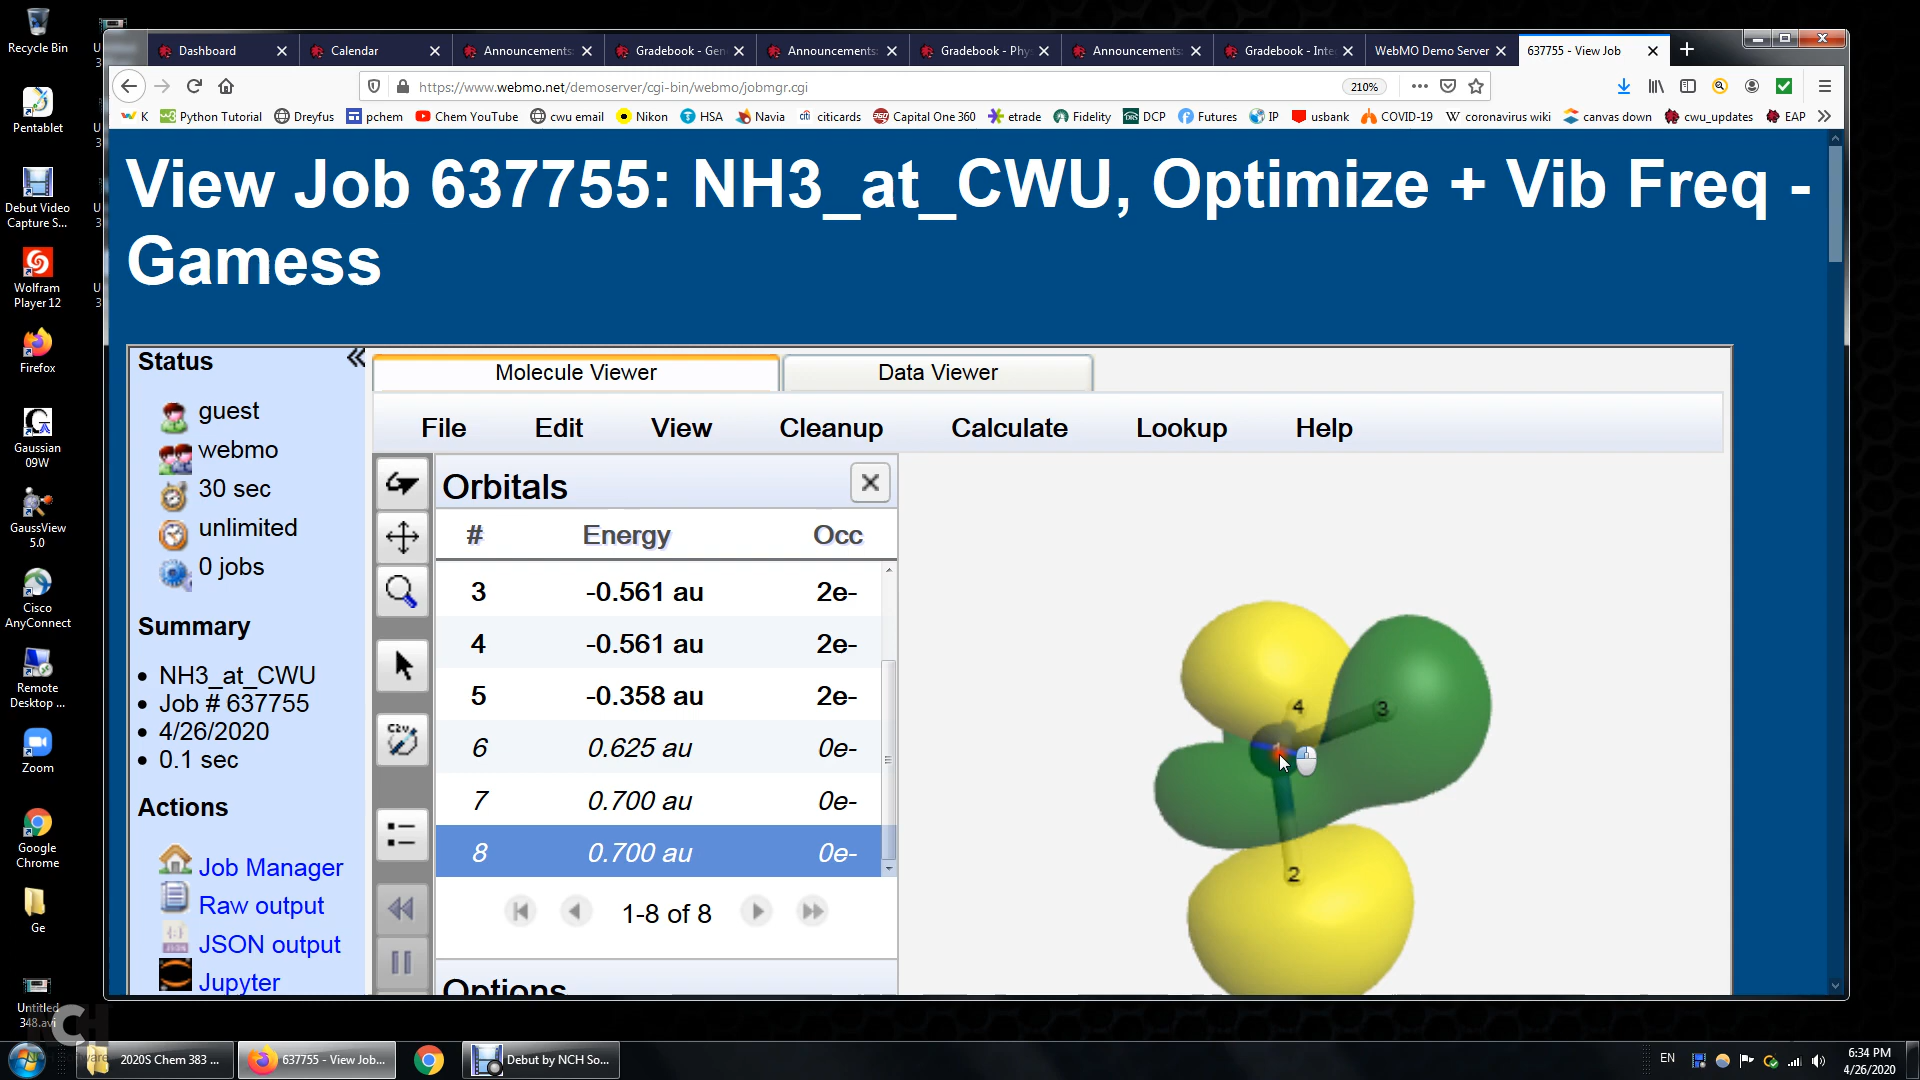 Recycle Bin
Pentablet
Debut Video
Capture S...
Wolfram
Player 12
Firefox
Gaussian
09W
GaussView
5.0
Cisco
AnyConnect
Remote
Desktop ...
Zoom
Google
Chrome
Ge
Untitled
348.avi
Dashboard
Calendar
Announcements:
Gradebook - Gen
Announcements:
Gradebook - Phys
Announcements:
Gradebook - Inte
WebMO Demo Server
637755 - View Job
https://www.webmo.net/demoserver/cgi-bin/webmo/jobmgr.cgi
210%
K
Python Tutorial
Dreyfus
pchem
Chem YouTube
cwu email
Nikon
HSA
Navia
citicards
Capital One 360
etrade
Fidelity
DCP
Futures
IP
usbank
COVID-19
coronavirus wiki
canvas down
cwu_updates
EAP
View Job 637755: NH3_at_CWU, Optimize + Vib Freq -
Gamess
Status
guest
webmo
30 sec
unlimited
0 jobs
Summary
• NH3_at_CWU
• Job # 637755
• 4/26/2020
• 0.1 sec
Actions
Job Manager
Raw output
JSON output
Jupyter
Molecule Viewer
Data Viewer
File Edit View Cleanup Calculate Lookup Help
Orbitals
# Energy Occ
3 -0.561 au 2e-
4 -0.561 au 2e-
5 -0.358 au 2e-
6 0.625 au 0e-
7 0.700 au 0e-
8 0.700 au 0e-
1-8 of 8
Options
4
3
2
2020S Chem 383 ...
637755 - View Job...
Debut by NCH So...
EN
6:34 PM
4/26/2020